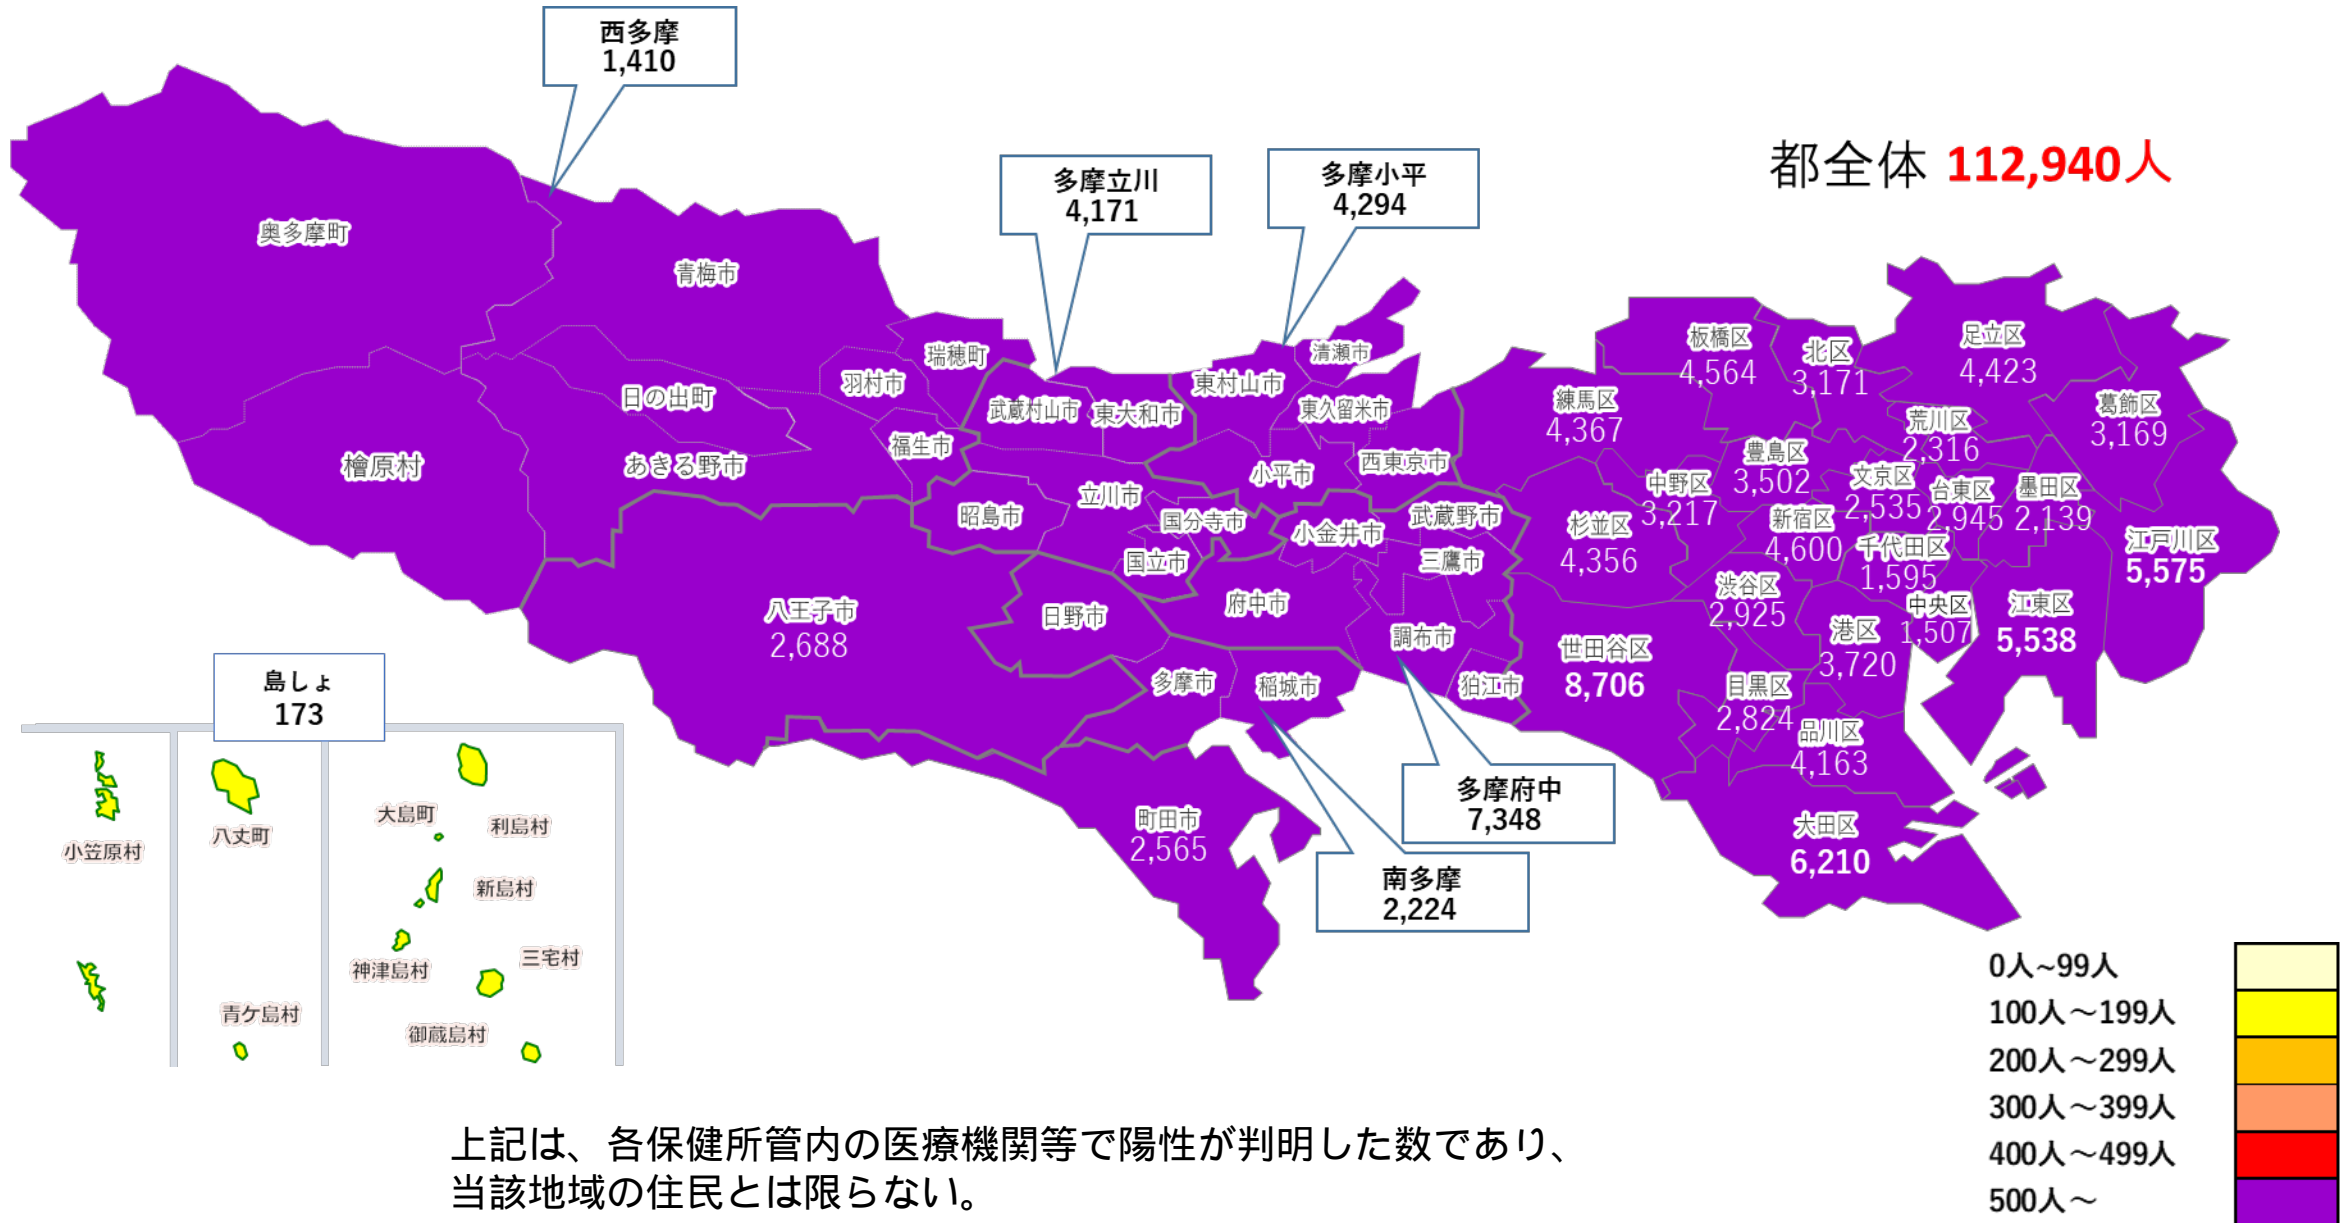 西多摩
1,410
多摩立川
4,171
多摩小平
4,294
都全体 112,940人
奥多摩町
青梅市
瑞穂町
羽村市
日の出町
福生市
あきる野市
檜原村
武蔵村山市
東大和市
東村山市
清瀬市
東久留米市
小平市
西東京市
立川市
昭島市
国分寺市
小金井市
武蔵野市
国立市
三鷹市
府中市
日野市
調布市
狛江市
多摩市
稲城市
八王子市
2,688
町田市
2,565
板橋区
4,564
北区
3,171
足立区
4,423
練馬区
4,367
荒川区
2,316
葛飾区
3,169
豊島区
3,502
中野区
3,217
文京区
2,535
台東区
2,945
墨田区
2,139
杉並区
4,356
新宿区
4,600
千代田区
1,595
江戸川区
5,575
渋谷区
2,925
中央区
1,507
江東区
5,538
港区
3,720
世田谷区
8,706
目黒区
2,824
品川区
4,163
大田区
6,210
多摩府中
7,348
南多摩
2,224
島しょ
173
小笠原村
八丈町
青ケ島村
大島町
利島村
新島村
神津島村
三宅村
御蔵島村
0人~99人
100人～199人
200人～299人
300人～399人
400人～499人
500人～
上記は、各保健所管内の医療機関等で陽性が判明した数であり、
当該地域の住民とは限らない。